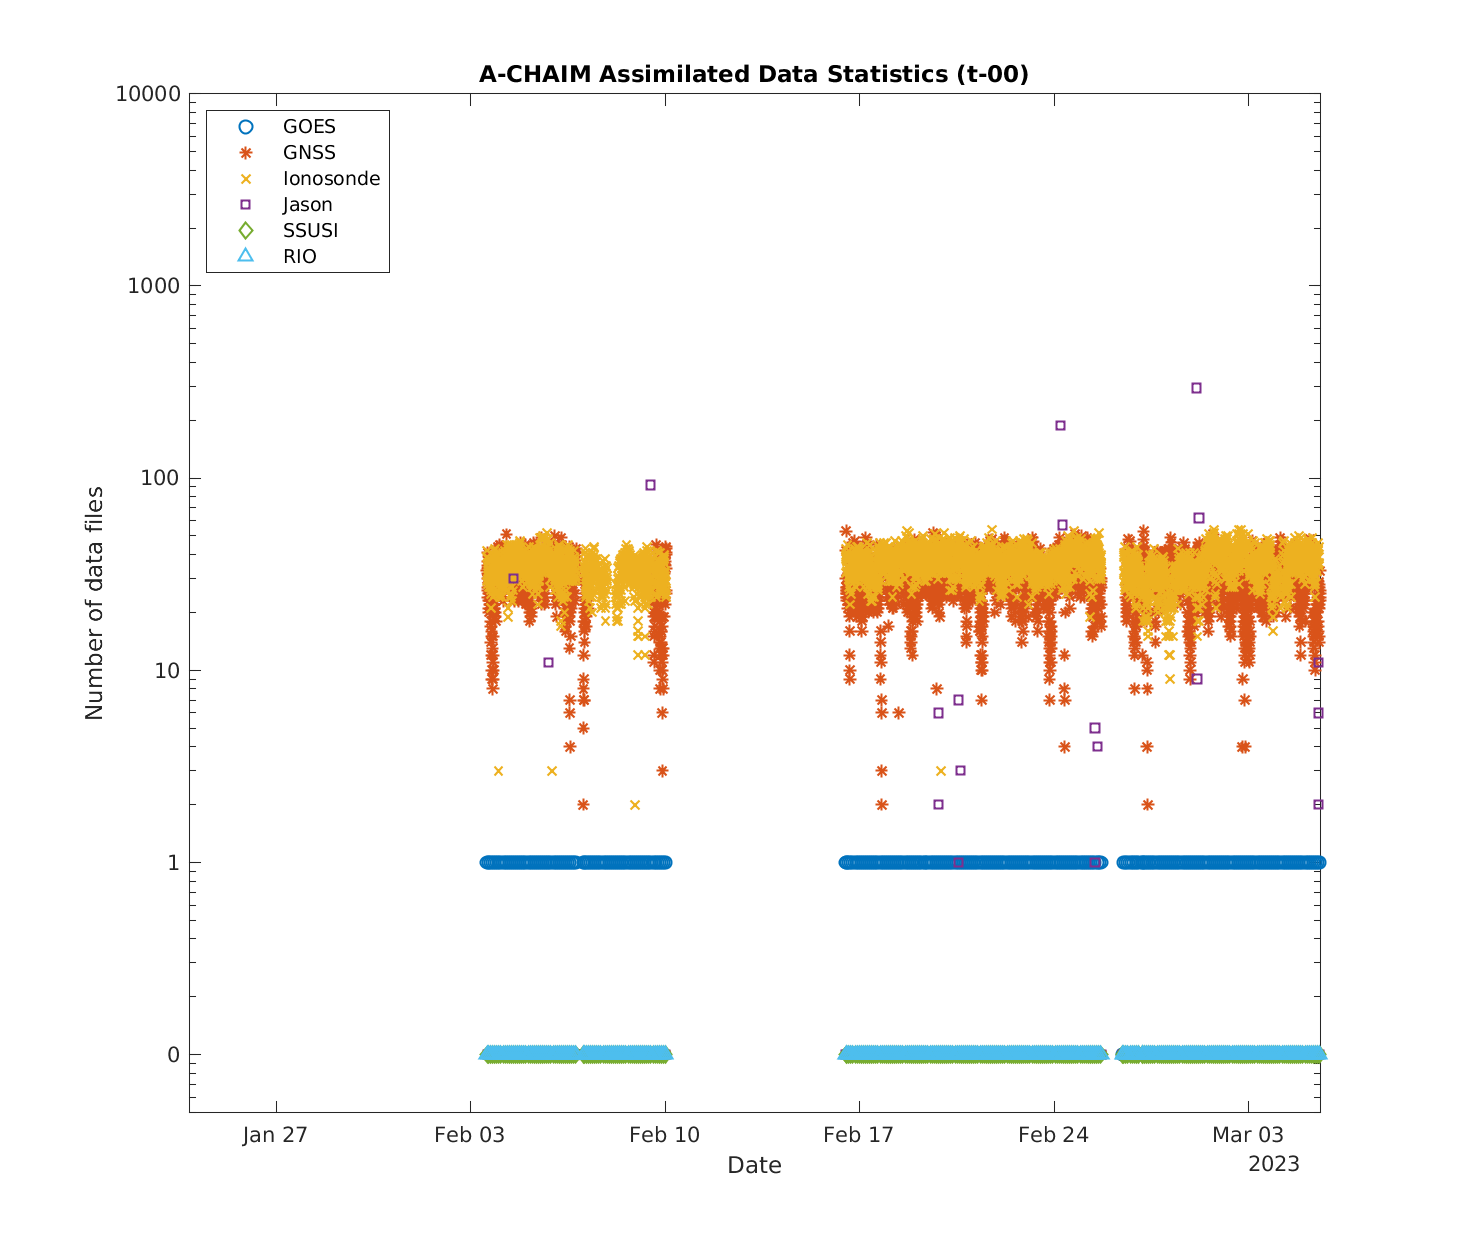 A-CHAIM Assimilated Data Statistics (t-00)
10000
1000
100
10
1
0
Number of data files
GOES
GNSS
Ionosonde
Jason
SSUSI
RIO
Jan 27
Feb 03
Feb 10
Feb 17
Feb 24
Mar 03
2023
Date